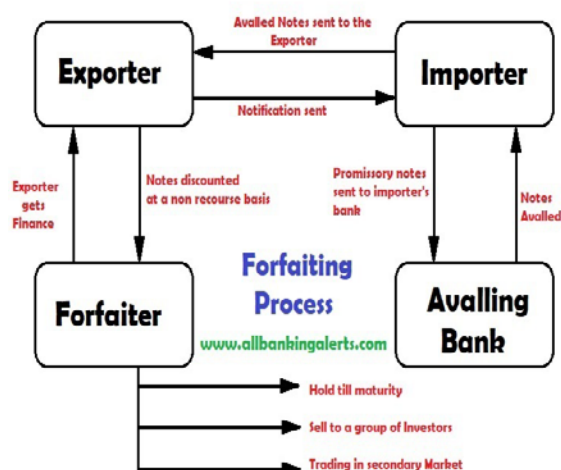 Avalled Notes sent to the
Exporter
Exporter
Importer
Notification sent
Exporter
gets
Finance
Notes discounted
at a non recourse basis
Promissory notes
sent to importer's
bank
Notes
Avalled
Forfaiting
Process
www.allbankingalerts.com
Forfaiter
Avalling
Bank
Hold till maturity
Sell to a group of Investors
Trading in secondary Market